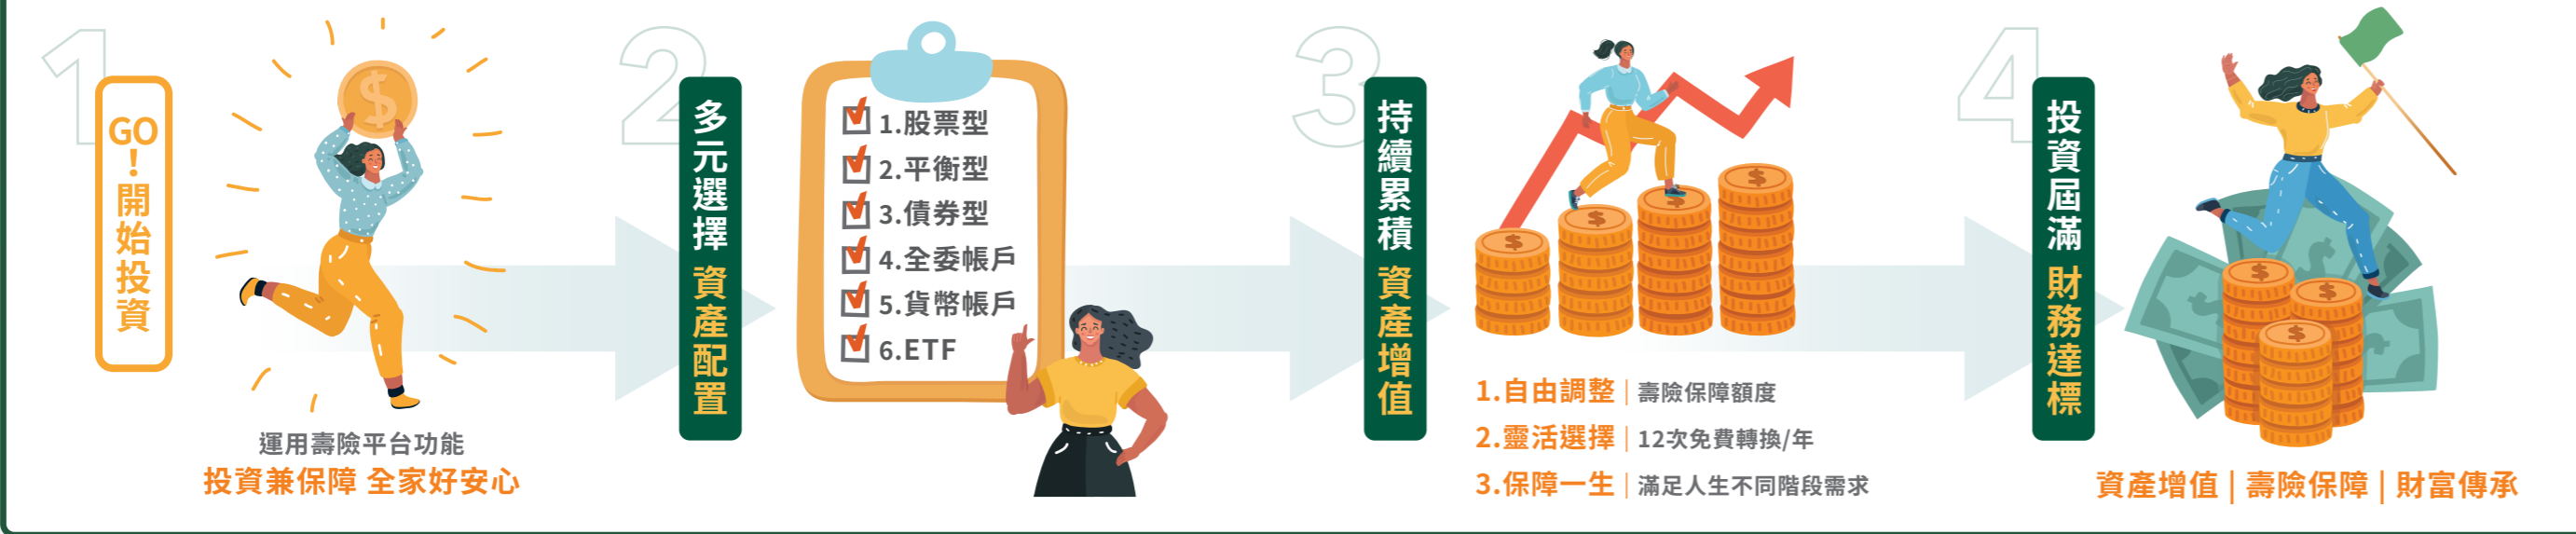 1
GO!開始投資
運用壽險平台功能
投資兼保障 全家好安心
2
多元選擇 資產配置
1.股票型
2.平衡型
3.債券型
4.全委帳戶
5.貨幣帳戶
6.ETF
3
持續累積 資產增值
1.自由調整 | 壽險保障額度
2.靈活選擇 | 12次免費轉換/年
3.保障一生 | 滿足人生不同階段需求
4
投資屆滿 財務達標
資產增值 | 壽險保障 | 財富傳承